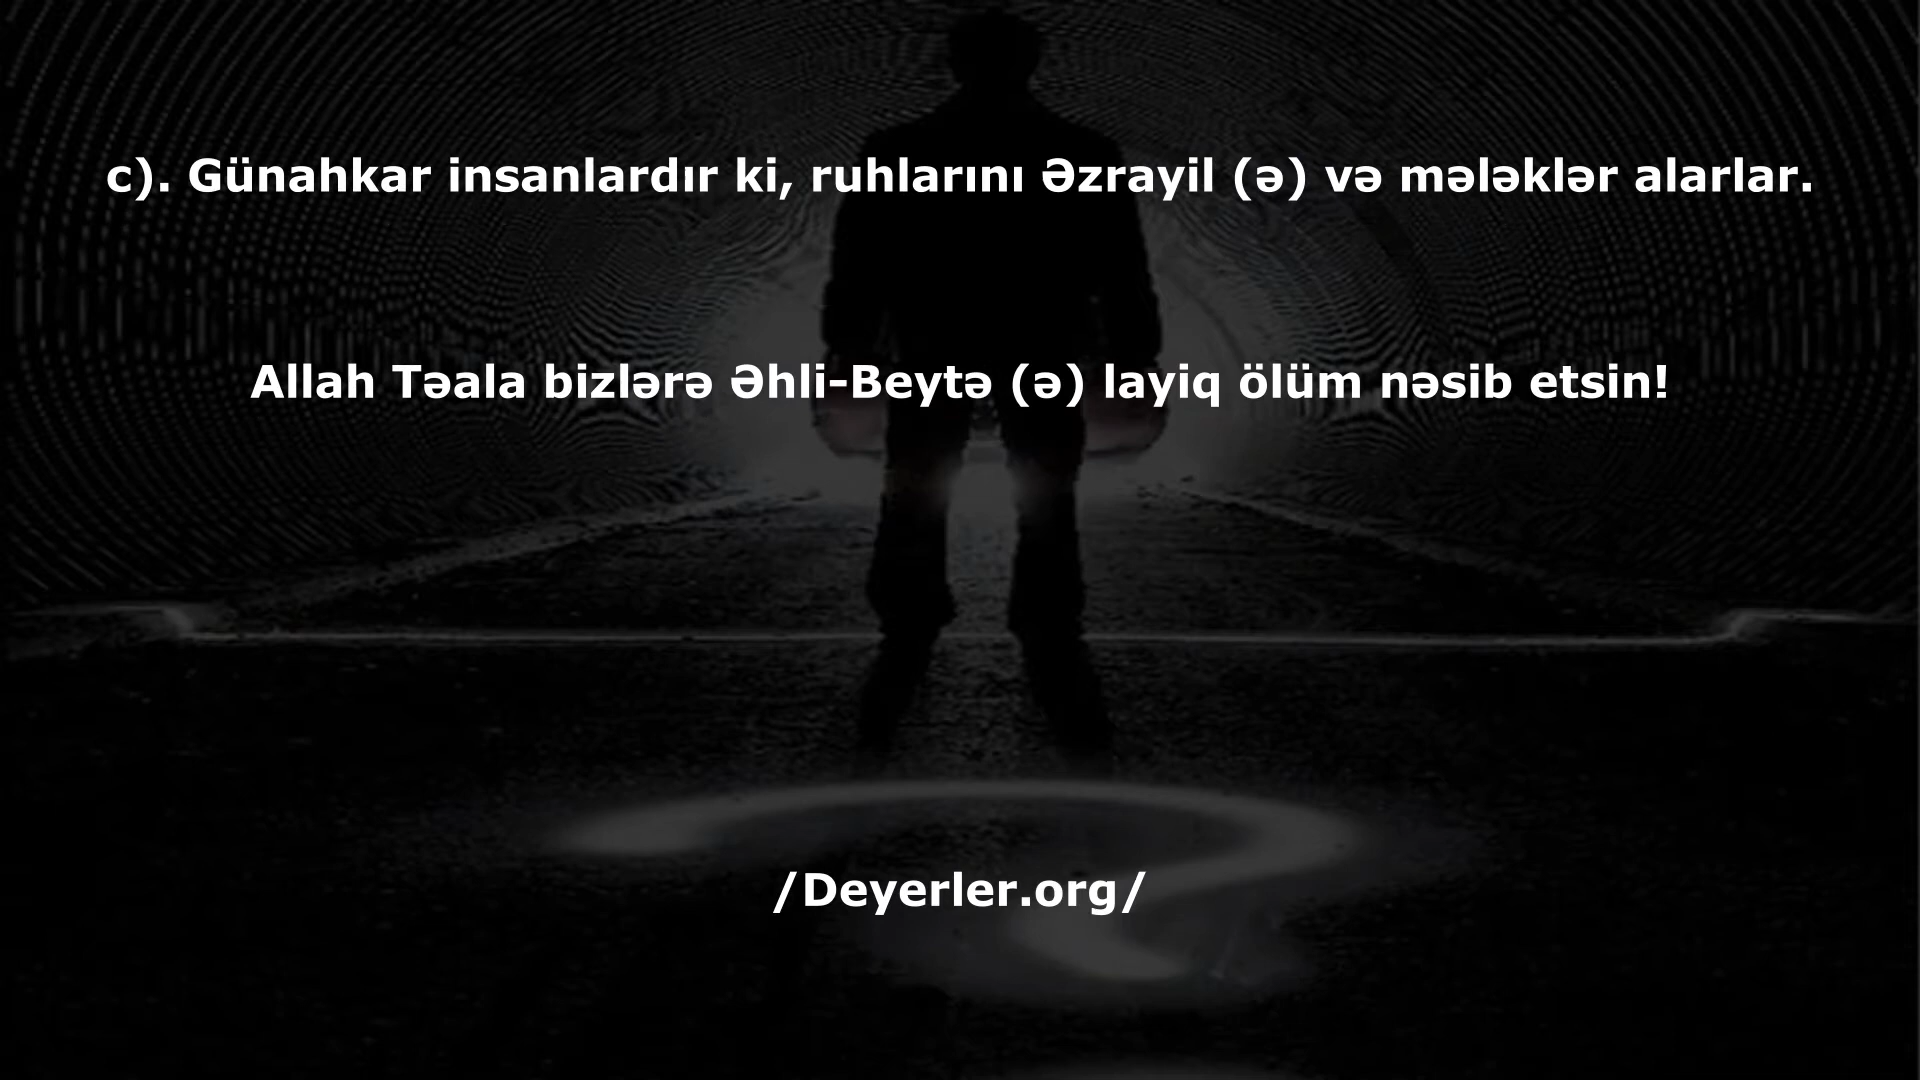 c). Günahkar insanlardır ki, ruhlarını Əzrayil (ə) və mələklər alarlar.
Allah Təala bizlərə Əhli-Beytə (ə) layiq ölüm nəsib etsin!
/Deyerler.org/